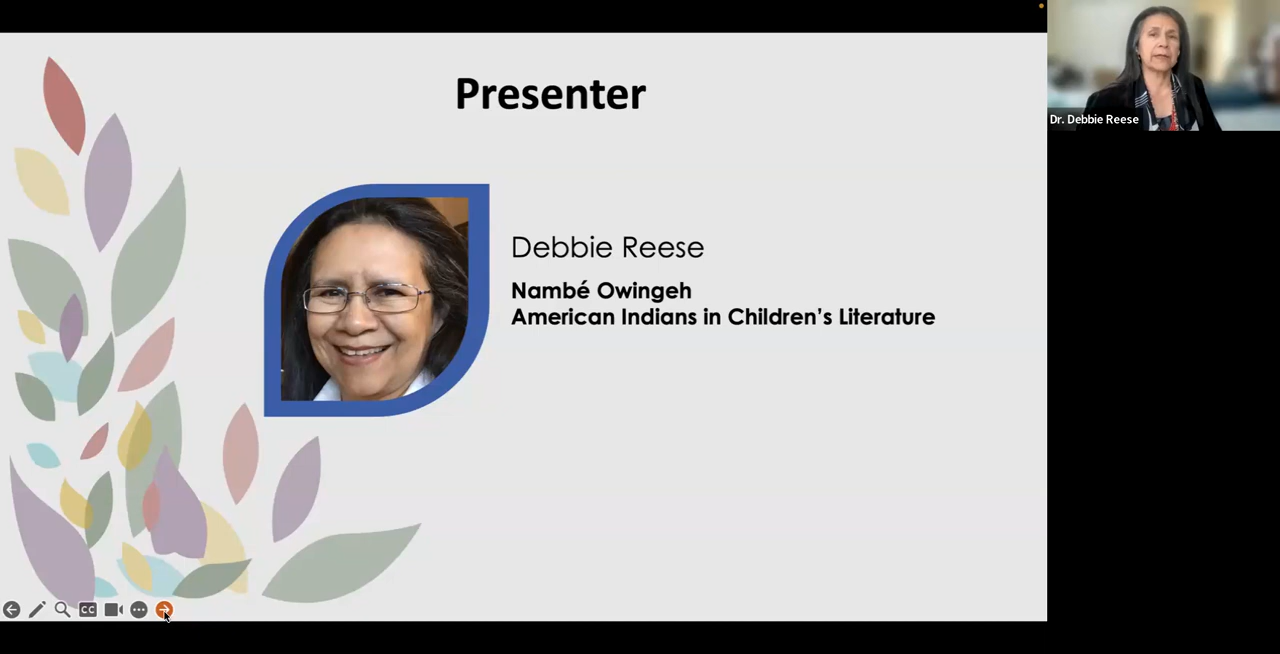 Presenter
Debbie Reese
Nambé Owingeh
American Indians in Children’s Literature
Dr. Debbie Reese
CC